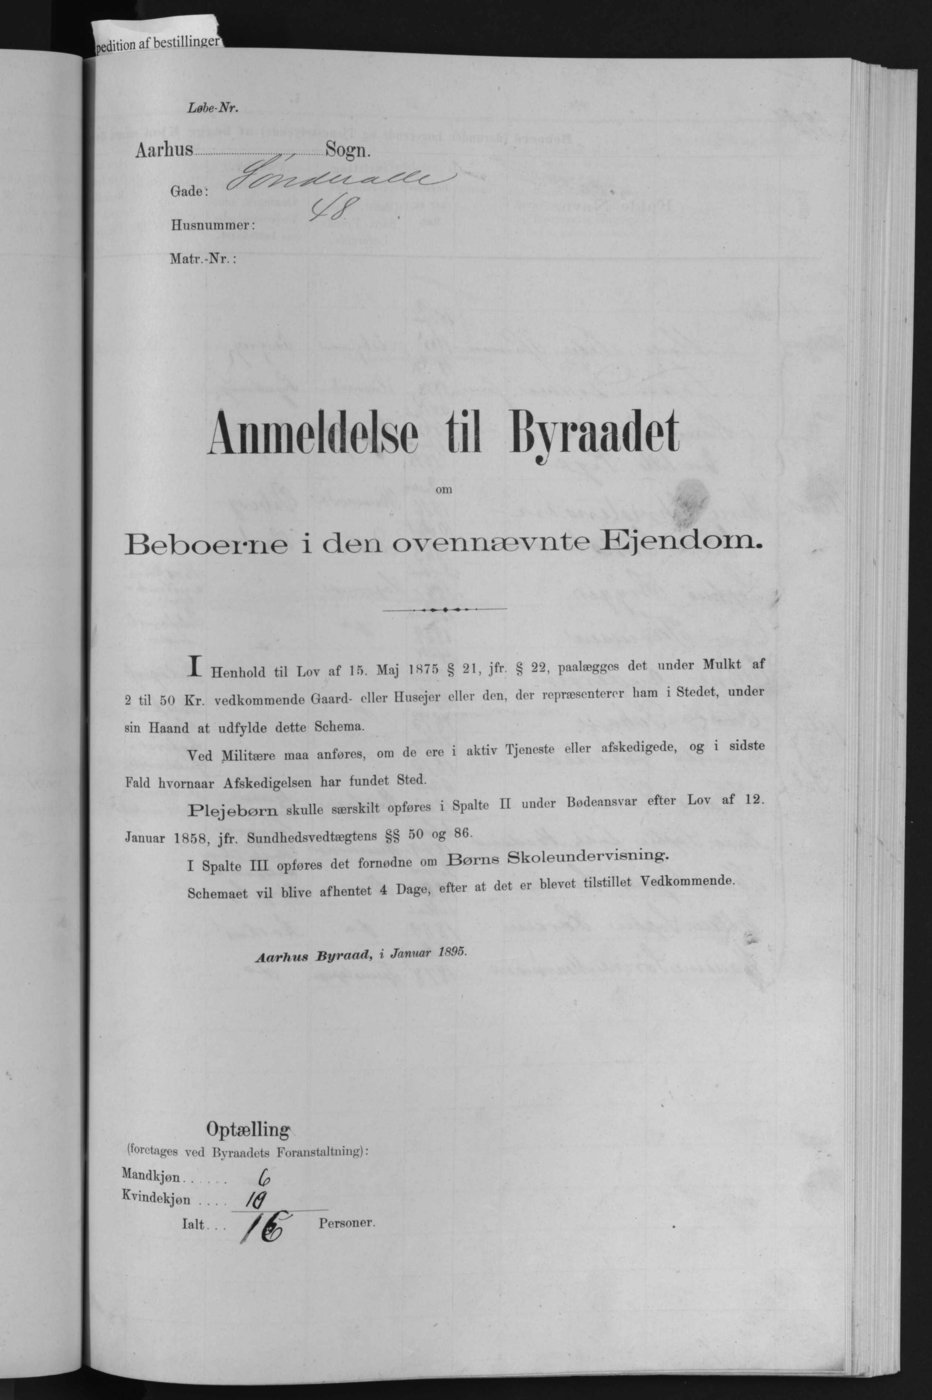 pedition af bestillinger
Løbe-Nr.
Aarhus Sogn.
Gade: Sønderalle
Husnummer: 48
Matr.-Nr.:
Anmeldelse til Byraadet
om
Beboerne i den ovennævnte Ejendom.
I Henhold til Lov af 15. Maj 1875 § 21, jfr. § 22, paalægges det under Mulkt af
2 til 50 Kr. vedkommende Gaard- eller Husejer eller den, der repræsenterer ham i Stedet, under
sin Haand at udfylde dette Schema.
Ved Militære maa anføres, om de ere i aktiv Tjeneste eller afskedigede, og i sidste
Fald hvornaar Afskedigelsen har fundet Sted.
Plejebørn skulle særskilt opføres i Spalte II under Bødeansvar efter Lov af 12.
Januar 1858, jfr. Sundhedsvedtægtens §§ 50 og 86.
I Spalte III opføres det fornødne om Børns Skoleundervisning.
Schemaet vil blive afhentet 4 Dage, efter at det er blevet tilstillet Vedkommende.
Aarhus Byraad, i Januar 1895.
Optælling
(foretages ved Byraadets Foranstaltning):
Mandkjøn...... 6
Kvindekjøn .... 10
Ialt... 16 Personer.